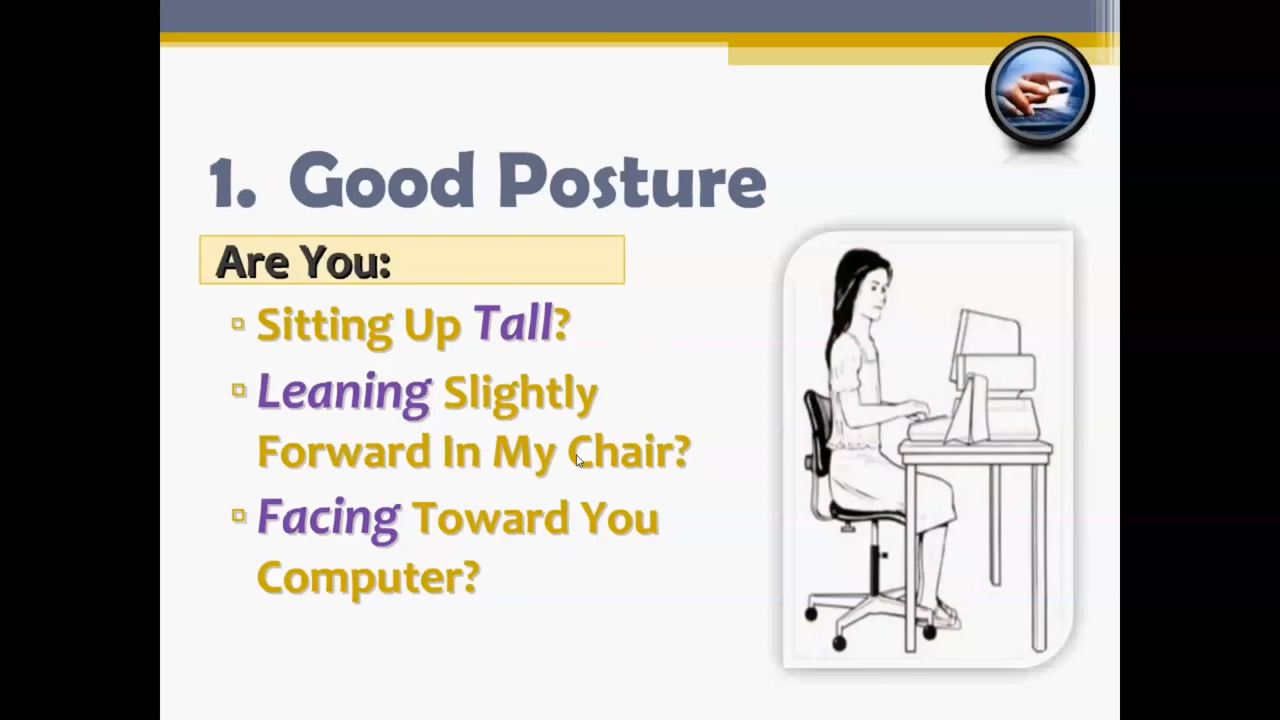 1. Good Posture
Are You:
Sitting Up Tall?
Leaning Slightly
Forward In My Chair?
Facing Toward You
Computer?